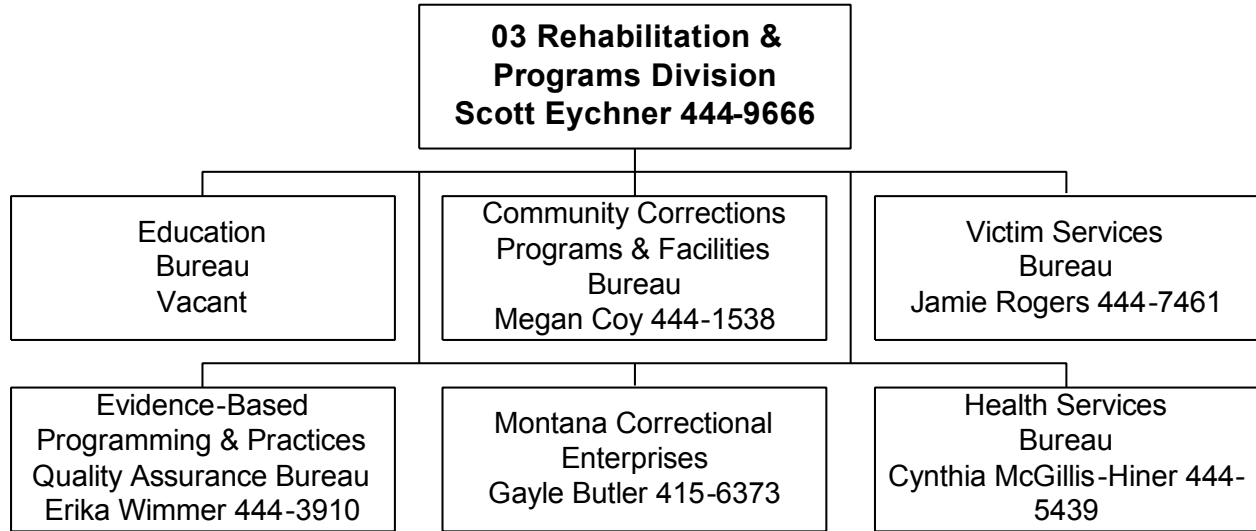 03 Rehabilitation &
Programs Division
Scott Eychner 444-9666
Education
Bureau
Vacant
Community Corrections
Programs & Facilities
Bureau
Megan Coy 444-1538
Victim Services
Bureau
Jamie Rogers 444-7461
Evidence-Based
Programming & Practices
Quality Assurance Bureau
Erika Wimmer 444-3910
Montana Correctional
Enterprises
Gayle Butler 415-6373
Health Services
Bureau
Cynthia McGillis-Hiner 444-
5439